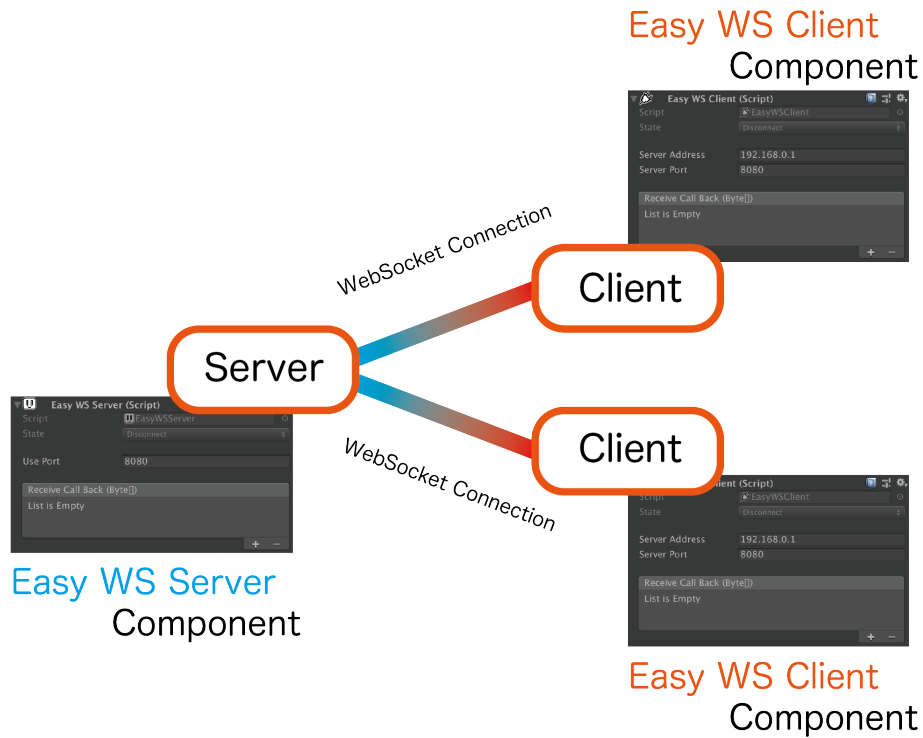 Easy WS Client
Component
Easy WS Client (Script)
Script EasyWSClient
State Disconnect
Server Address 192.168.0.1
Server Port 8080
Receive Call Back (Byte[])
List is Empty
+ −
WebSocket Connection
Client
Server
Easy WS Server (Script)
Script EasyWSServer
State Disconnect
Use Port 8080
Receive Call Back (Byte[])
List is Empty
+ −
Easy WS Server
Component
WebSocket Connection
Client
Client (Script)
Script EasyWSClient
State Disconnect
Server Address 192.168.0.1
Server Port 8080
Receive Call Back (Byte[])
List is Empty
+ −
Easy WS Client
Component